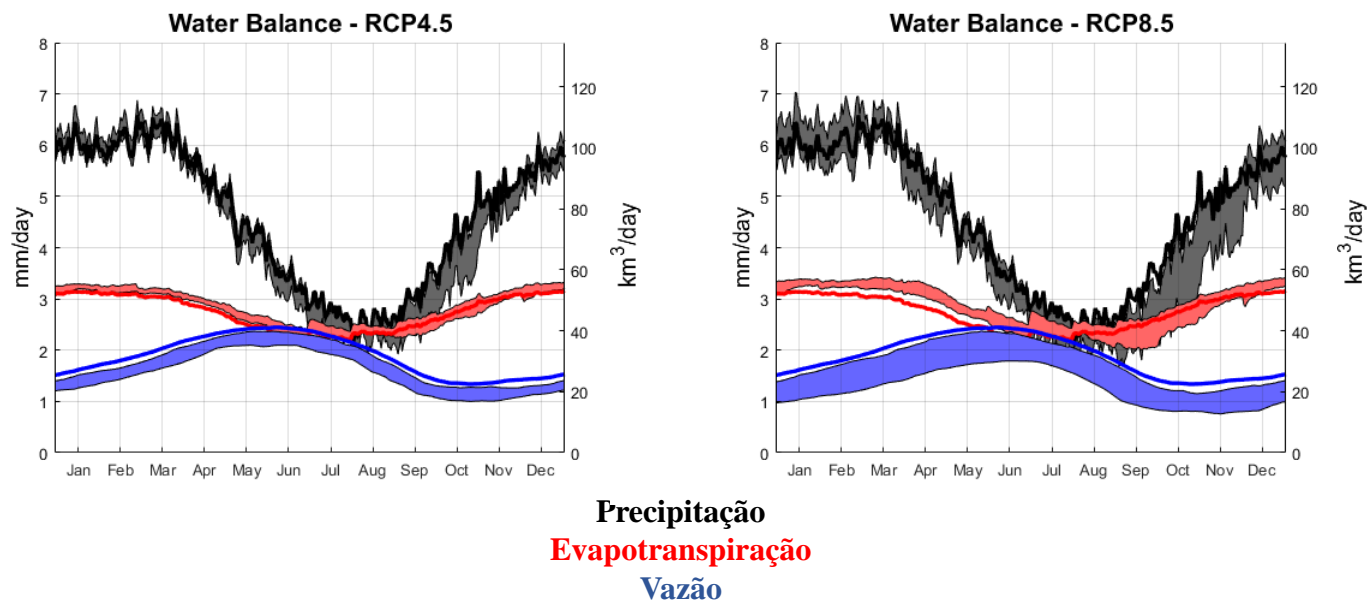 Water Balance - RCP4.5
8
7
6
5
4
3
2
1
0
mm/day
120
100
80
60
40
20
0
km³/day
Jan Feb Mar Apr May Jun Jul Aug Sep Oct Nov Dec
Water Balance - RCP8.5
8
7
6
5
4
3
2
1
0
mm/day
120
100
80
60
40
20
0
km³/day
Jan Feb Mar Apr May Jun Jul Aug Sep Oct Nov Dec
Precipitação
Evapotranspiração
Vazão